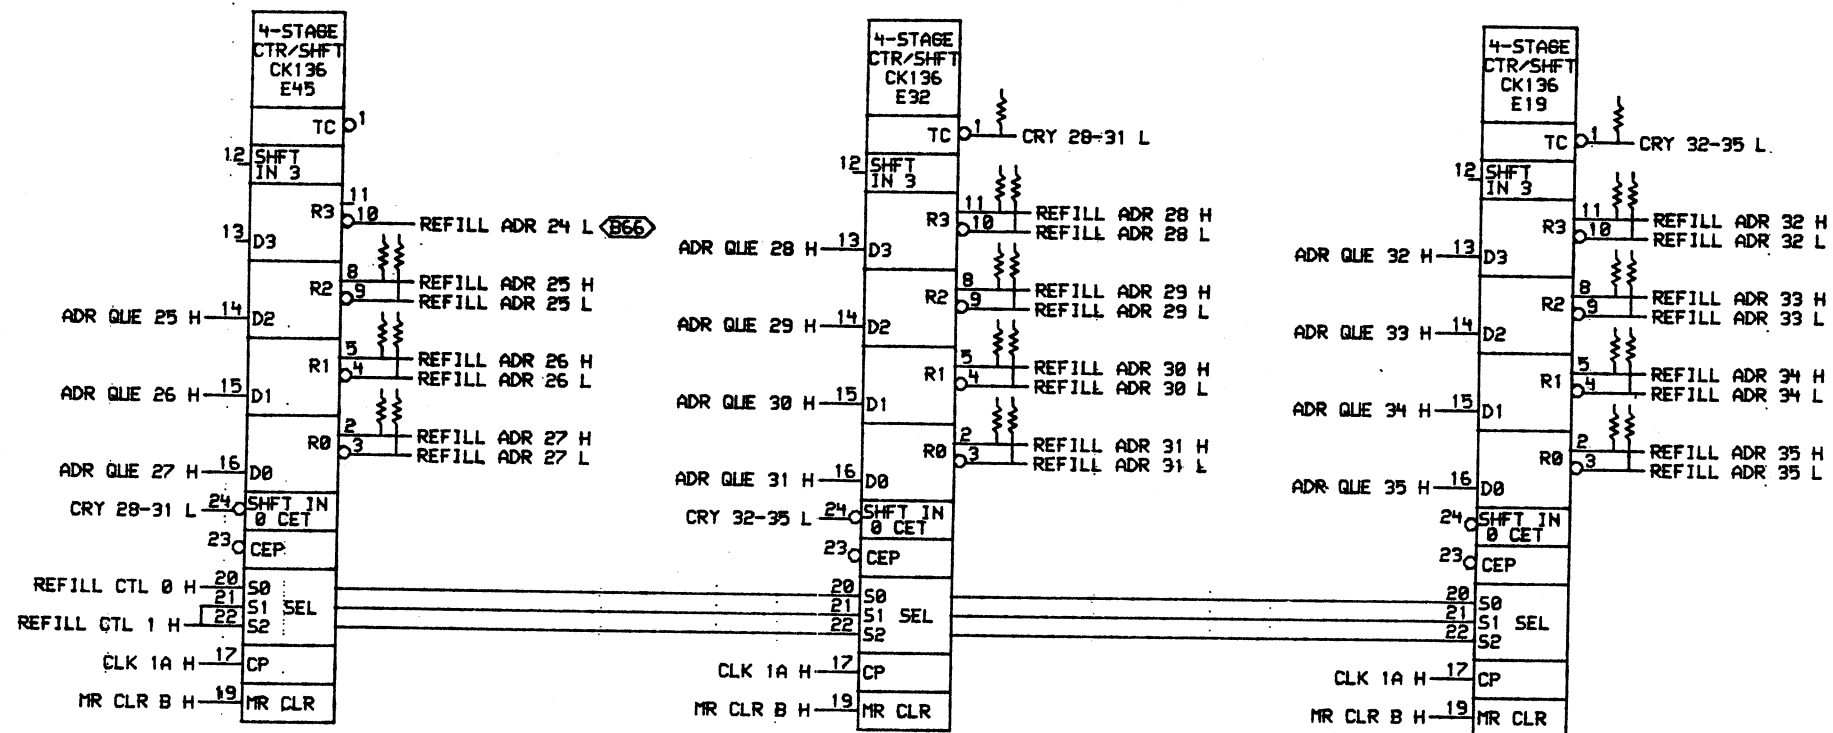 4-STAGE
CTR/SHFT
CK136
E45
TC
1
12
SHFT
IN 3
11
R3
10
REFILL ADR 24 L
B66
13
D3
8
REFILL ADR 25 H
R2
9
REFILL ADR 25 L
ADR QUE 25 H
14
D2
5
REFILL ADR 26 H
R1
4
REFILL ADR 26 L
ADR QUE 26 H
15
D1
2
REFILL ADR 27 H
R0
3
REFILL ADR 27 L
ADR QUE 27 H
16
D0
CRY 28-31 L
24
SHFT IN
0 CET
23
CEP
REFILL CTL 0 H
20
S0
21
S1
SEL
REFILL CTL 1 H
22
S2
CLK 1A H
17
CP
MR CLR B H
19
MR CLR
4-STAGE
CTR/SHFT
CK136
E32
TC
1
CRY 28-31 L
12
SHFT
IN 3
11
REFILL ADR 28 H
R3
10
REFILL ADR 28 L
ADR QUE 28 H
13
D3
8
REFILL ADR 29 H
R2
9
REFILL ADR 29 L
ADR QUE 29 H
14
D2
5
REFILL ADR 30 H
R1
4
REFILL ADR 30 L
ADR QUE 30 H
15
D1
2
REFILL ADR 31 H
R0
3
REFILL ADR 31 L
ADR QUE 31 H
16
D0
CRY 32-35 L
24
SHFT IN
0 CET
23
CEP
20
S0
21
S1
SEL
22
S2
CLK 1A H
17
CP
MR CLR B H
19
MR CLR
4-STAGE
CTR/SHFT
CK136
E19
TC
1
CRY 32-35 L
12
SHFT
IN 3
11
REFILL ADR 32 H
R3
10
REFILL ADR 32 L
ADR QUE 32 H
13
D3
8
REFILL ADR 33 H
R2
9
REFILL ADR 33 L
ADR QUE 33 H
14
D2
5
REFILL ADR 34 H
R1
4
REFILL ADR 34 L
ADR QUE 34 H
15
D1
2
REFILL ADR 35 H
R0
3
REFILL ADR 35 L
ADR QUE 35 H
16
D0
24
SHFT IN
0 CET
23
CEP
20
S0
21
S1
SEL
22
S2
CLK 1A H
17
CP
MR CLR B H
19
MR CLR